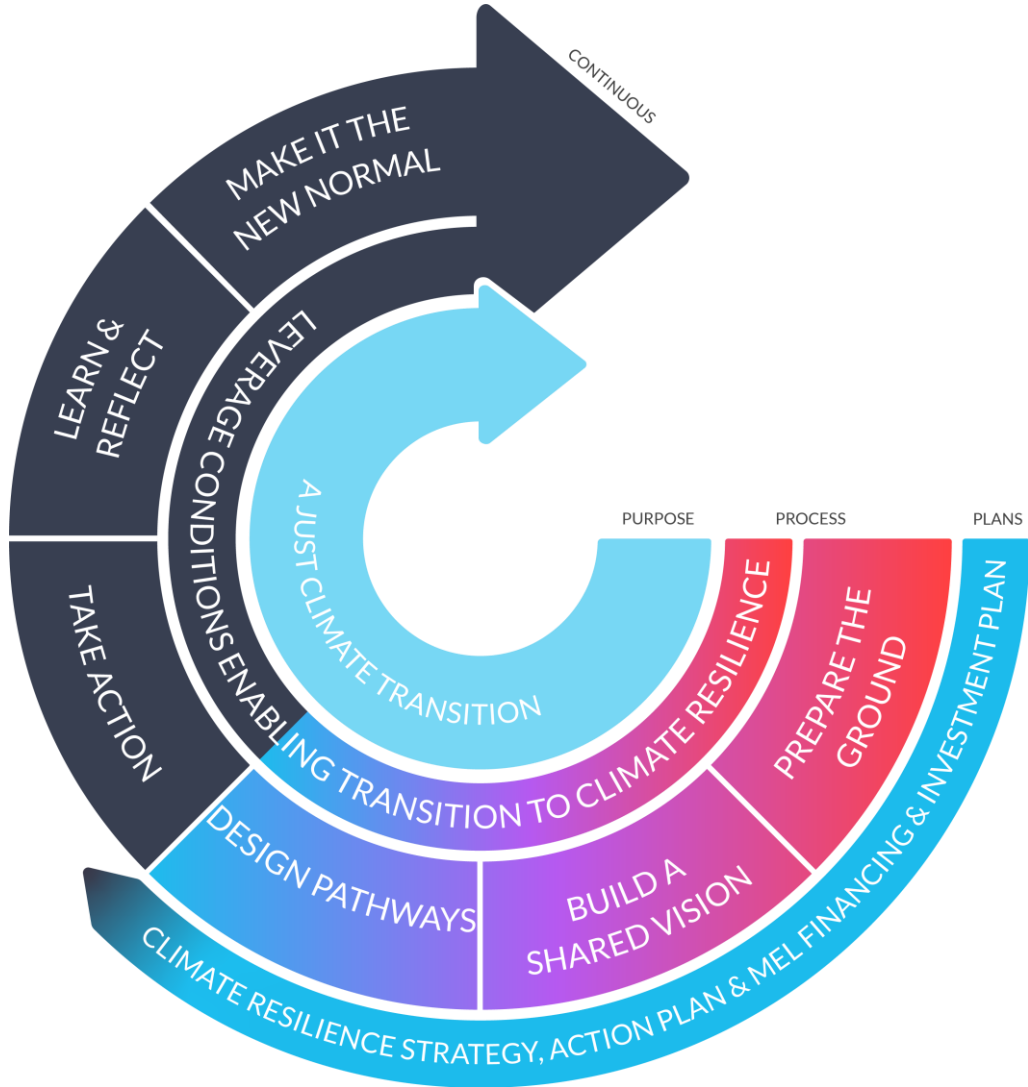 CONTINUOUS
MAKE IT THE
NEW NORMAL
LEARN &
REFLECT
TAKE ACTION
LEVERAGE CONDITIONS ENABLING TRANSITION TO CLIMATE RESILIENCE
A JUST CLIMATE TRANSITION
PURPOSE
PROCESS
PLANS
PREPARE THE
GROUND
BUILD A
SHARED VISION
DESIGN PATHWAYS
CLIMATE RESILIENCE STRATEGY, ACTION PLAN & MEL FINANCING & INVESTMENT PLAN